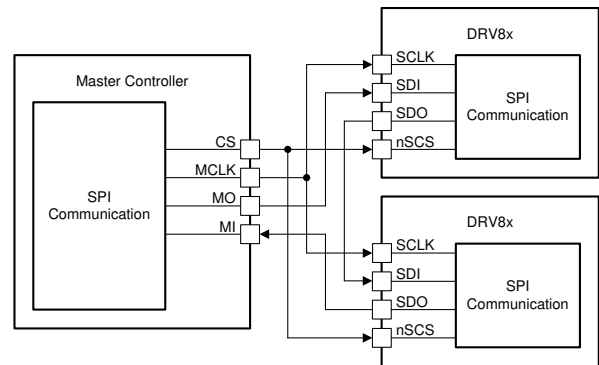 Master Controller
SPI
Communication
CS
MCLK
MO
MI
DRV8x
SCLK
SDI
SDO
nSCS
SPI
Communication
DRV8x
SCLK
SDI
SDO
nSCS
SPI
Communication